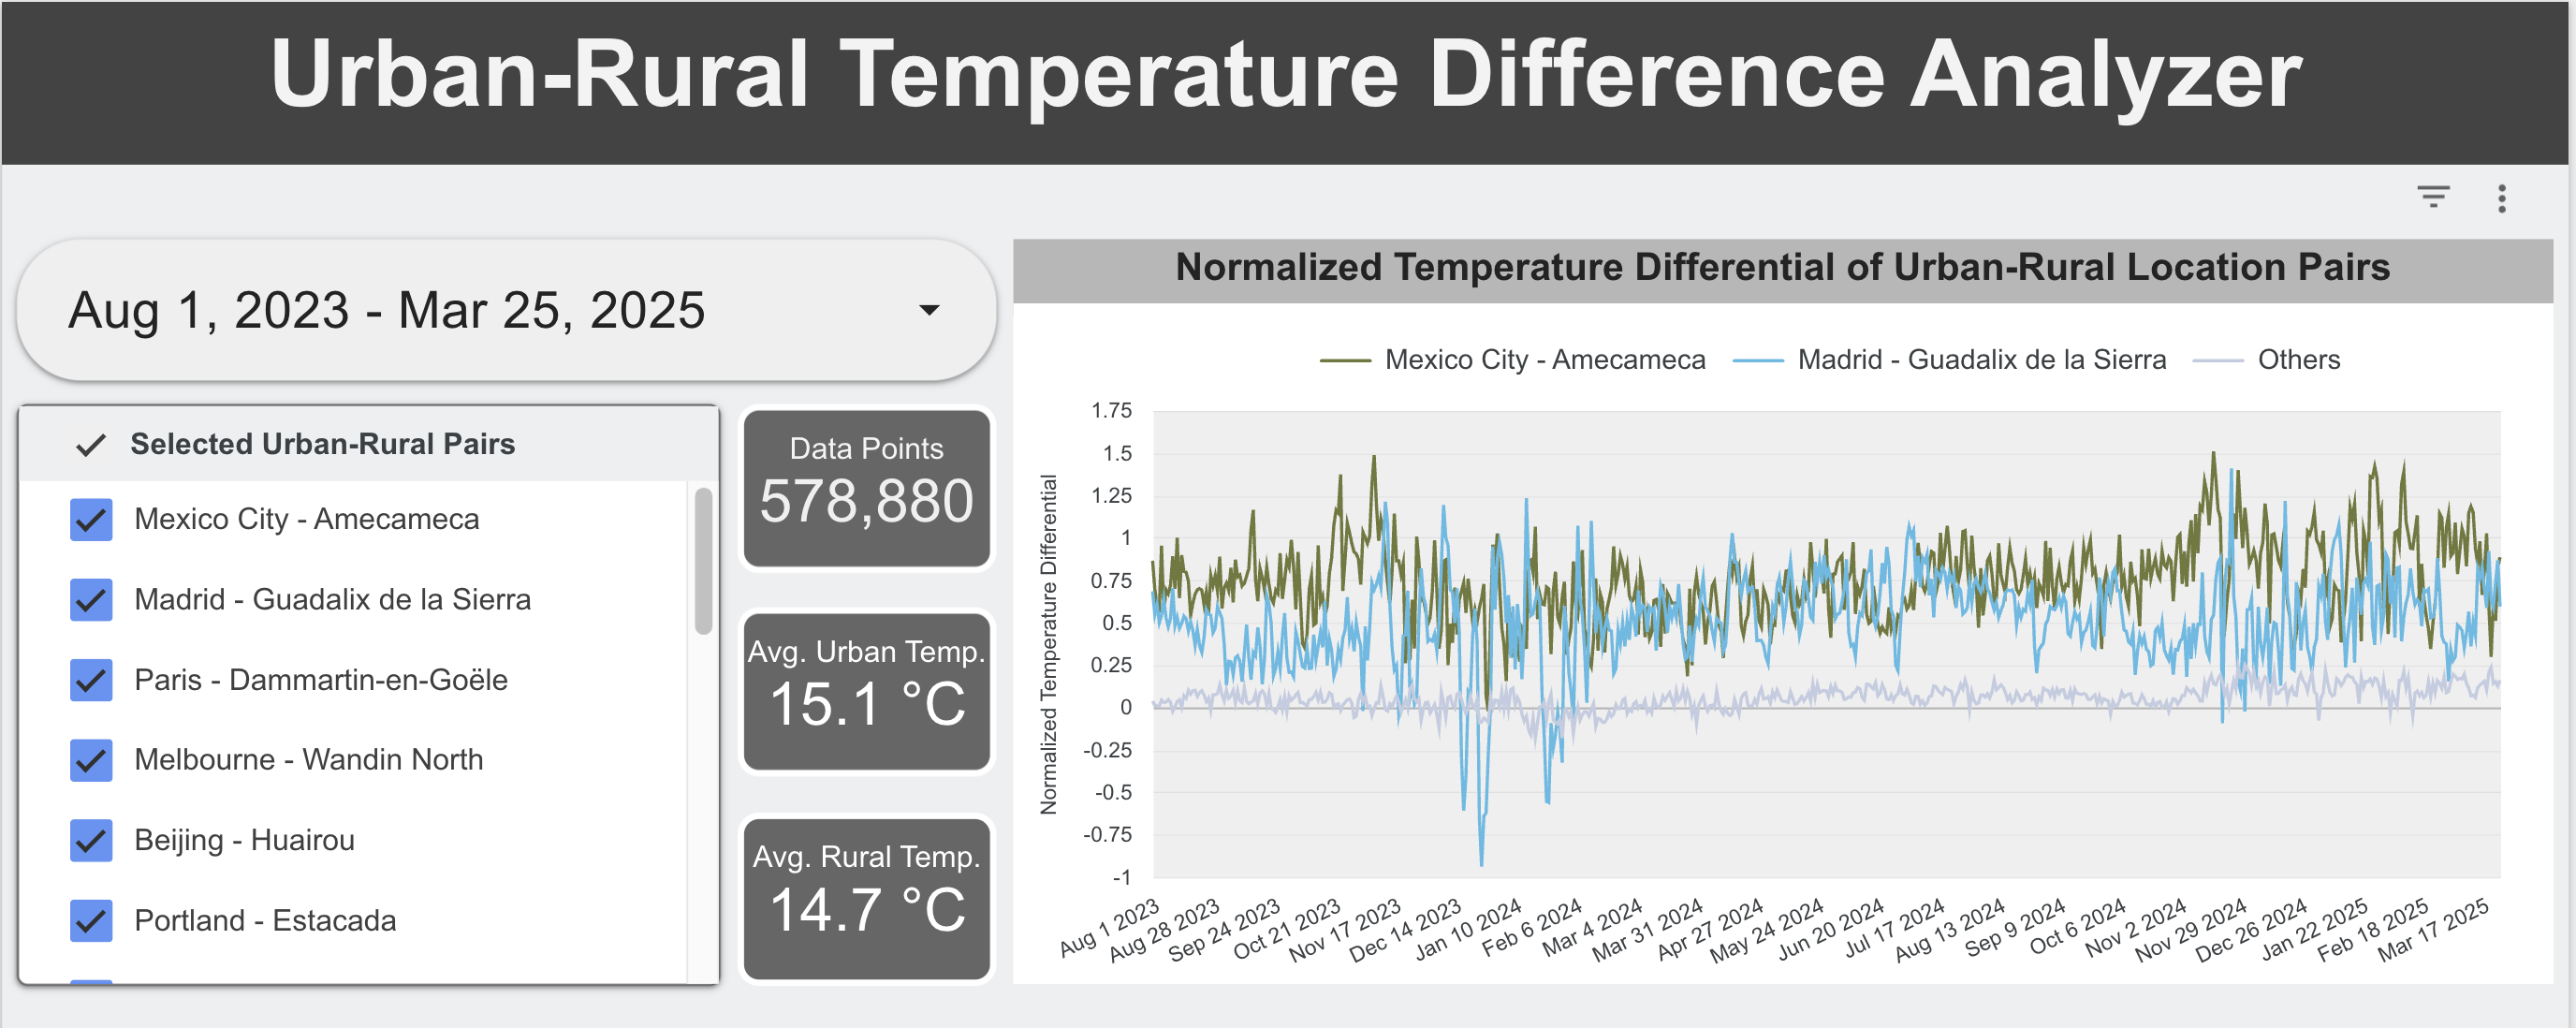 Urban-Rural Temperature Difference Analyzer
Aug 1, 2023 - Mar 25, 2025
Selected Urban-Rural Pairs
Mexico City - Amecameca
Madrid - Guadalix de la Sierra
Paris - Dammartin-en-Goële
Melbourne - Wandin North
Beijing - Huairou
Portland - Estacada
Data Points
578,880
Avg. Urban Temp.
15.1 °C
Avg. Rural Temp.
14.7 °C
Normalized Temperature Differential of Urban-Rural Location Pairs
Mexico City - Amecameca
Madrid - Guadalix de la Sierra
Others
Normalized Temperature Differential
1.75
1.5
1.25
1
0.75
0.5
0.25
0
-0.25
-0.5
-0.75
-1
Aug 1 2023
Aug 28 2023
Sep 24 2023
Oct 21 2023
Nov 17 2023
Dec 14 2023
Jan 10 2024
Feb 6 2024
Mar 4 2024
Mar 31 2024
Apr 27 2024
May 24 2024
Jun 20 2024
Jul 17 2024
Aug 13 2024
Sep 9 2024
Oct 6 2024
Nov 2 2024
Nov 29 2024
Dec 26 2024
Jan 22 2025
Feb 18 2025
Mar 17 2025